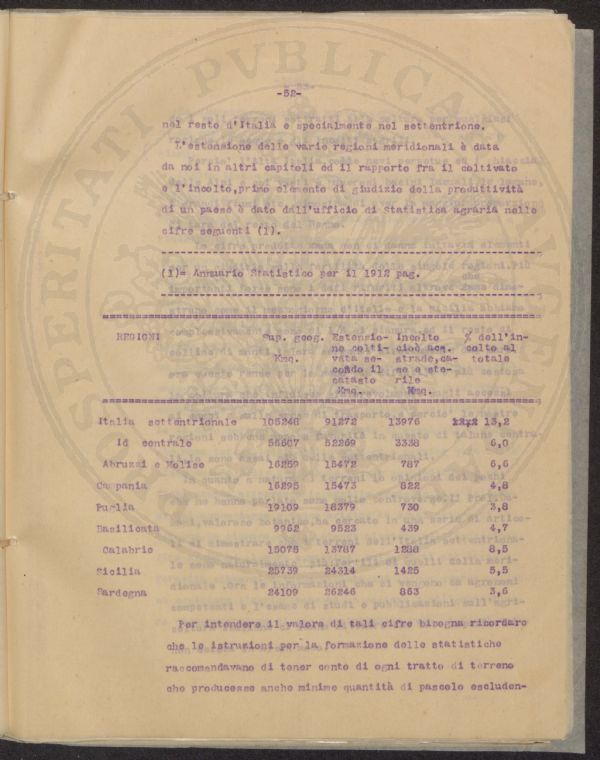 PROSPERITATI PUBLICAE AUGENDAE
-52-
nel resto d'Italia e specialmente nel settentrione.
L'estensione delle varie regioni meridionali è data
da noi in altri capitoli ed il rapporto fra il coltivato
e l'incolto,primo elemento di giudizio della produttività
di un paese è dato dall'ufficio di Statistica agraria nelle
cifre seguenti (1).
(1)= Annuario Statistico per il 1912 pag.
REGIONI Sup. geog. Kmq. Estensione coltivata secondo il catasto Kmq. Incolto cioè acq. strade,case e sterile Kmq. % dell'incolto al totale
Italia settentrionale 105246 91272 13976 13,2
Id centrale 55607 52269 3338 6,0
Abruzzi e Molise 16259 15472 787 6,6
Campania 16295 15473 822 4,8
Puglia 19109 18379 730 3,8
Basilicata 9962 9523 439 4,7
Calabrie 15075 13787 1288 8,5
Sicilia 25739 24314 1425 5,5
Sardegna 24109 26246 863 3,6
Per intendere il valore di tali cifre bisogna ricordare
che le istruzioni per la formazione delle statistiche
raccomandavano di tener conto di ogni tratto di terreno
che producesse anche minime quantità di pascolo escluden-